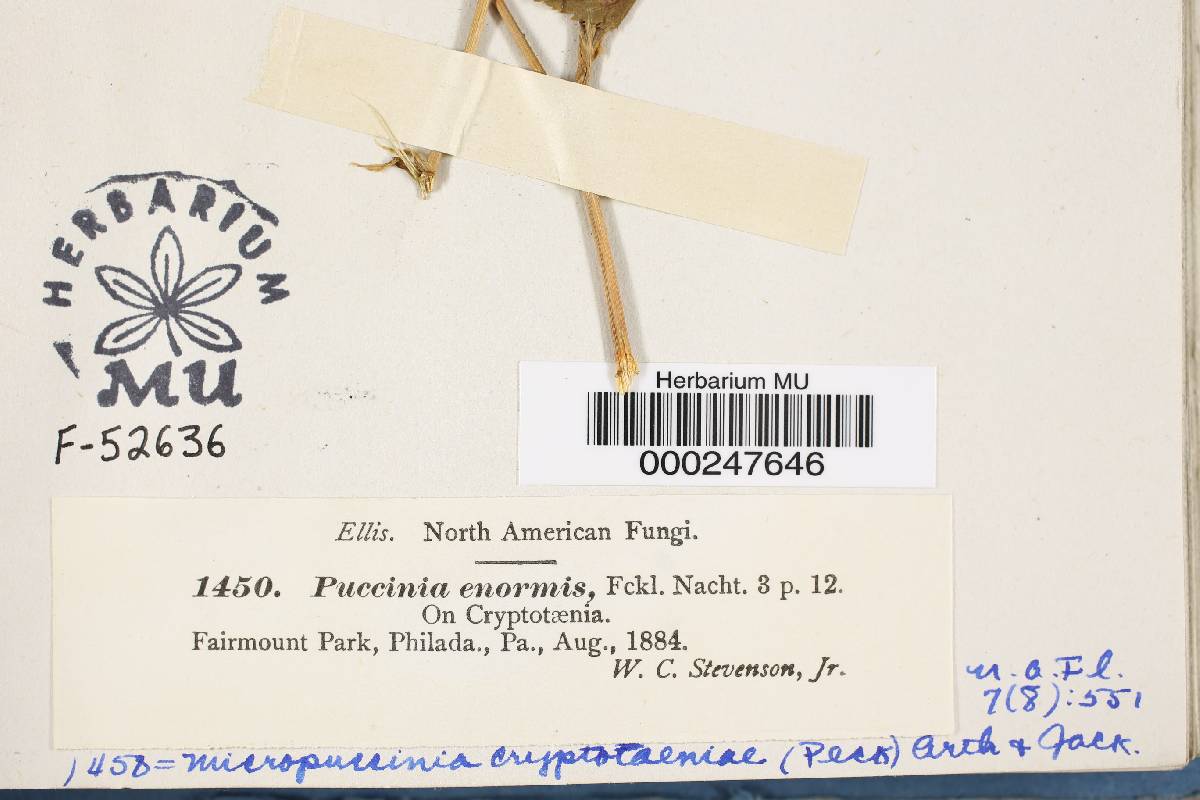 HERBARIUM
MU
F-52636
Herbarium MU
000247646
Ellis. North American Fungi.
1450. Puccinia enormis, Fckl. Nacht. 3 p. 12.
On Cryptotænia.
Fairmount Park, Philada., Pa., Aug., 1884.
W. C. Stevenson, Jr.
N. A. Fl.
7(8):551
1450 = Micropuccinia cryptotaeniae (Peck) Arth & Jack.